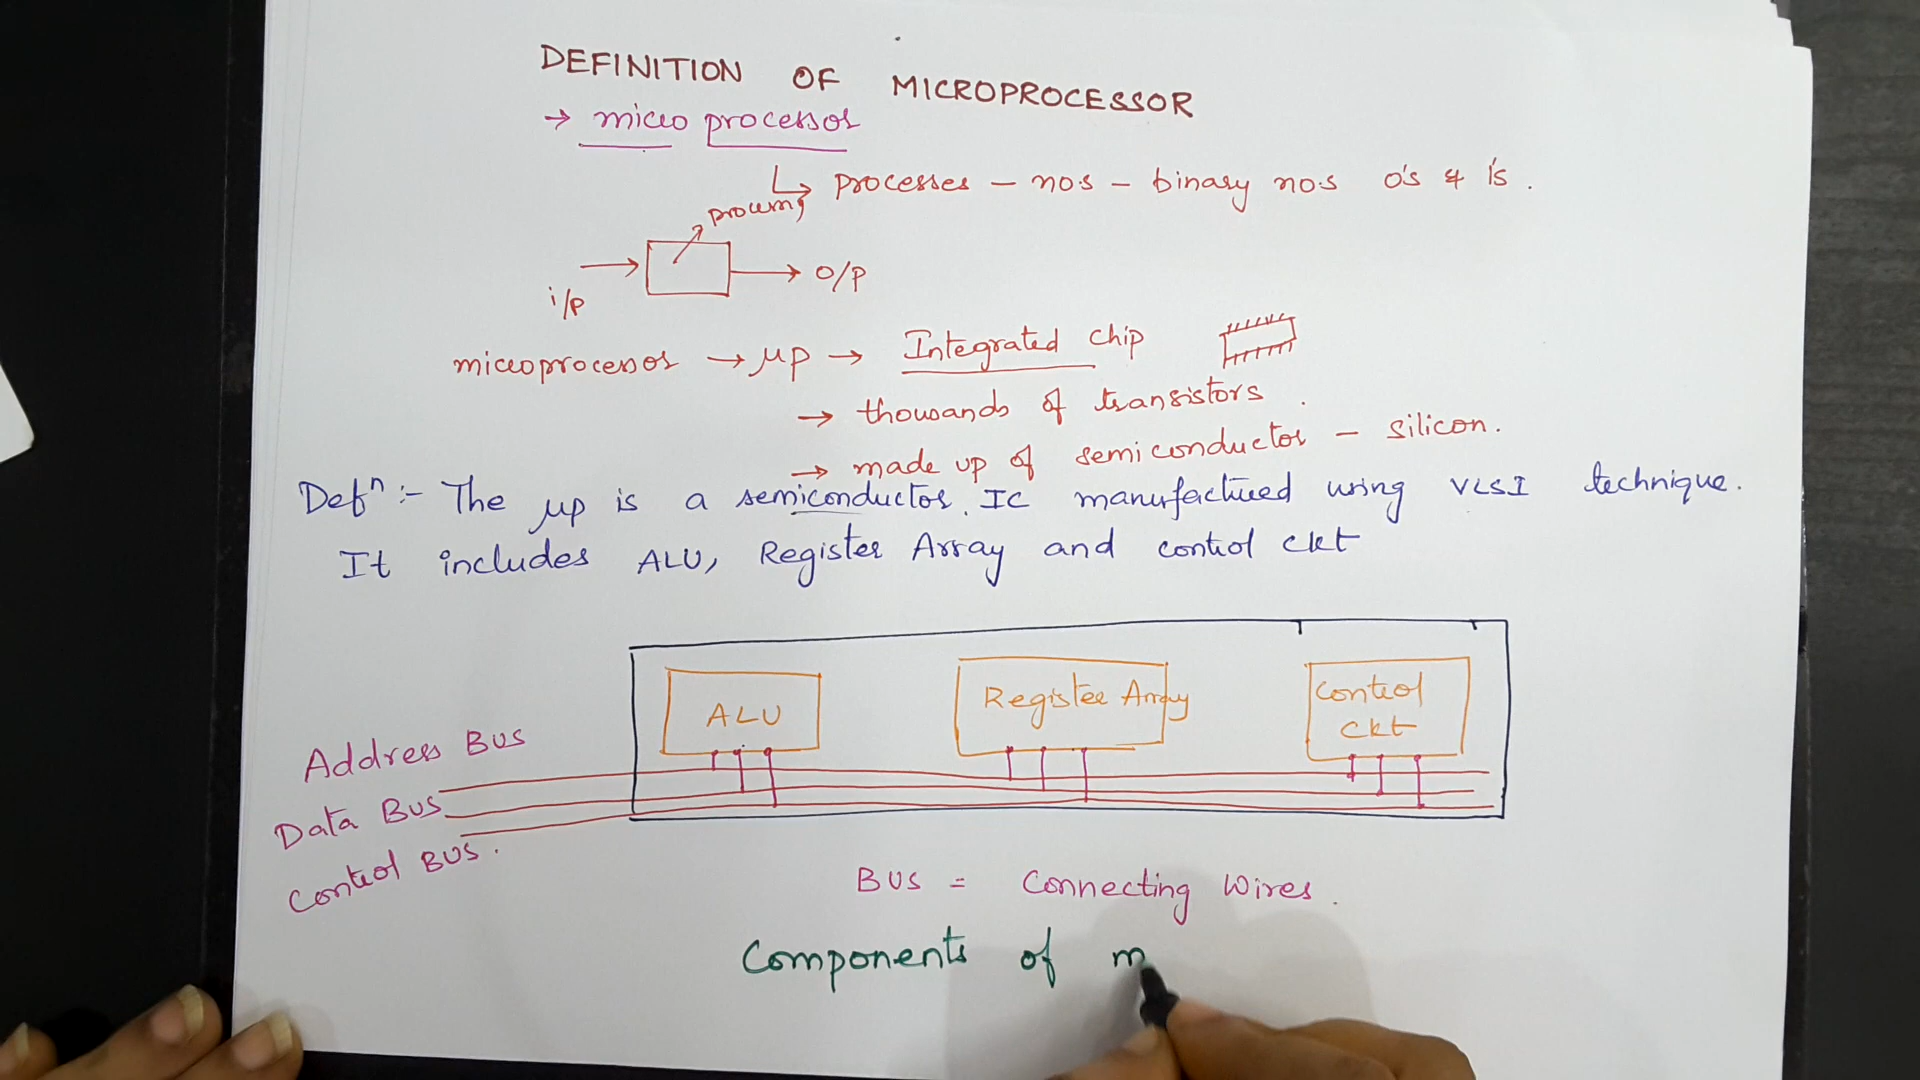 DEFINITION OF MICROPROCESSOR
→ micro processor
↳ processes – nos – binary nos 0's & 1's.
i/p
O/P
microprocessor → μp → Integrated chip
→ thousands of transistors.
→ made up of semiconductor – silicon.
Defⁿ :- The μp is a semiconductor IC manufactured using VLSI technique.
It includes ALU, Register Array and control ckt
ALU
Register Array
Control
ckt
Address Bus
Data Bus
Control Bus.
BUS = Connecting Wires.
Components of m